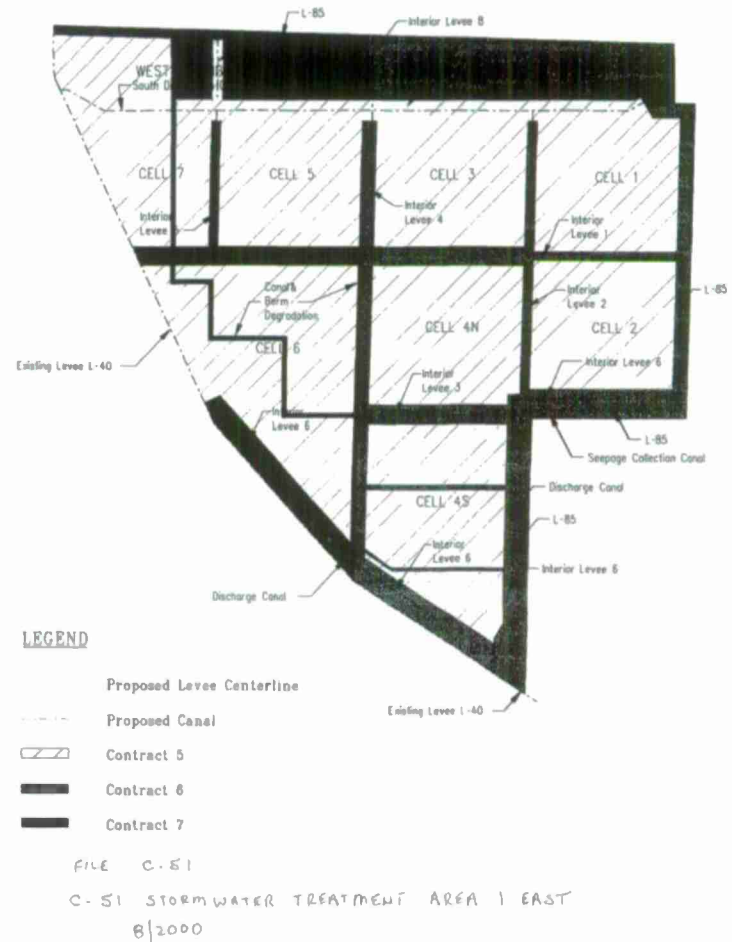 L-85
Interior Levee 8
WEST
South D
CELL 7
CELL 5
CELL 3
CELL 1
Interior
Levee
Interior
Levee 4
Interior
Levee 1
Canal &
Berm
Degradation
Interior
Levee 2
L-85
CELL 4N
CELL 2
CELL 6
Interior Levee 6
Existing Levee L-40
Interior
Levee 3
Interior
Levee 6
L-85
Seepage Collection Canal
Discharge Canal
CELL 4S
L-85
Interior
Levee 6
Interior Levee 6
Discharge Canal
Existing Levee L-40
LEGEND
Proposed Levee Centerline
Proposed Canal
Contract 5
Contract 6
Contract 7
FILE C-51
C-51 STORMWATER TREATMENT AREA 1 EAST
8/2000